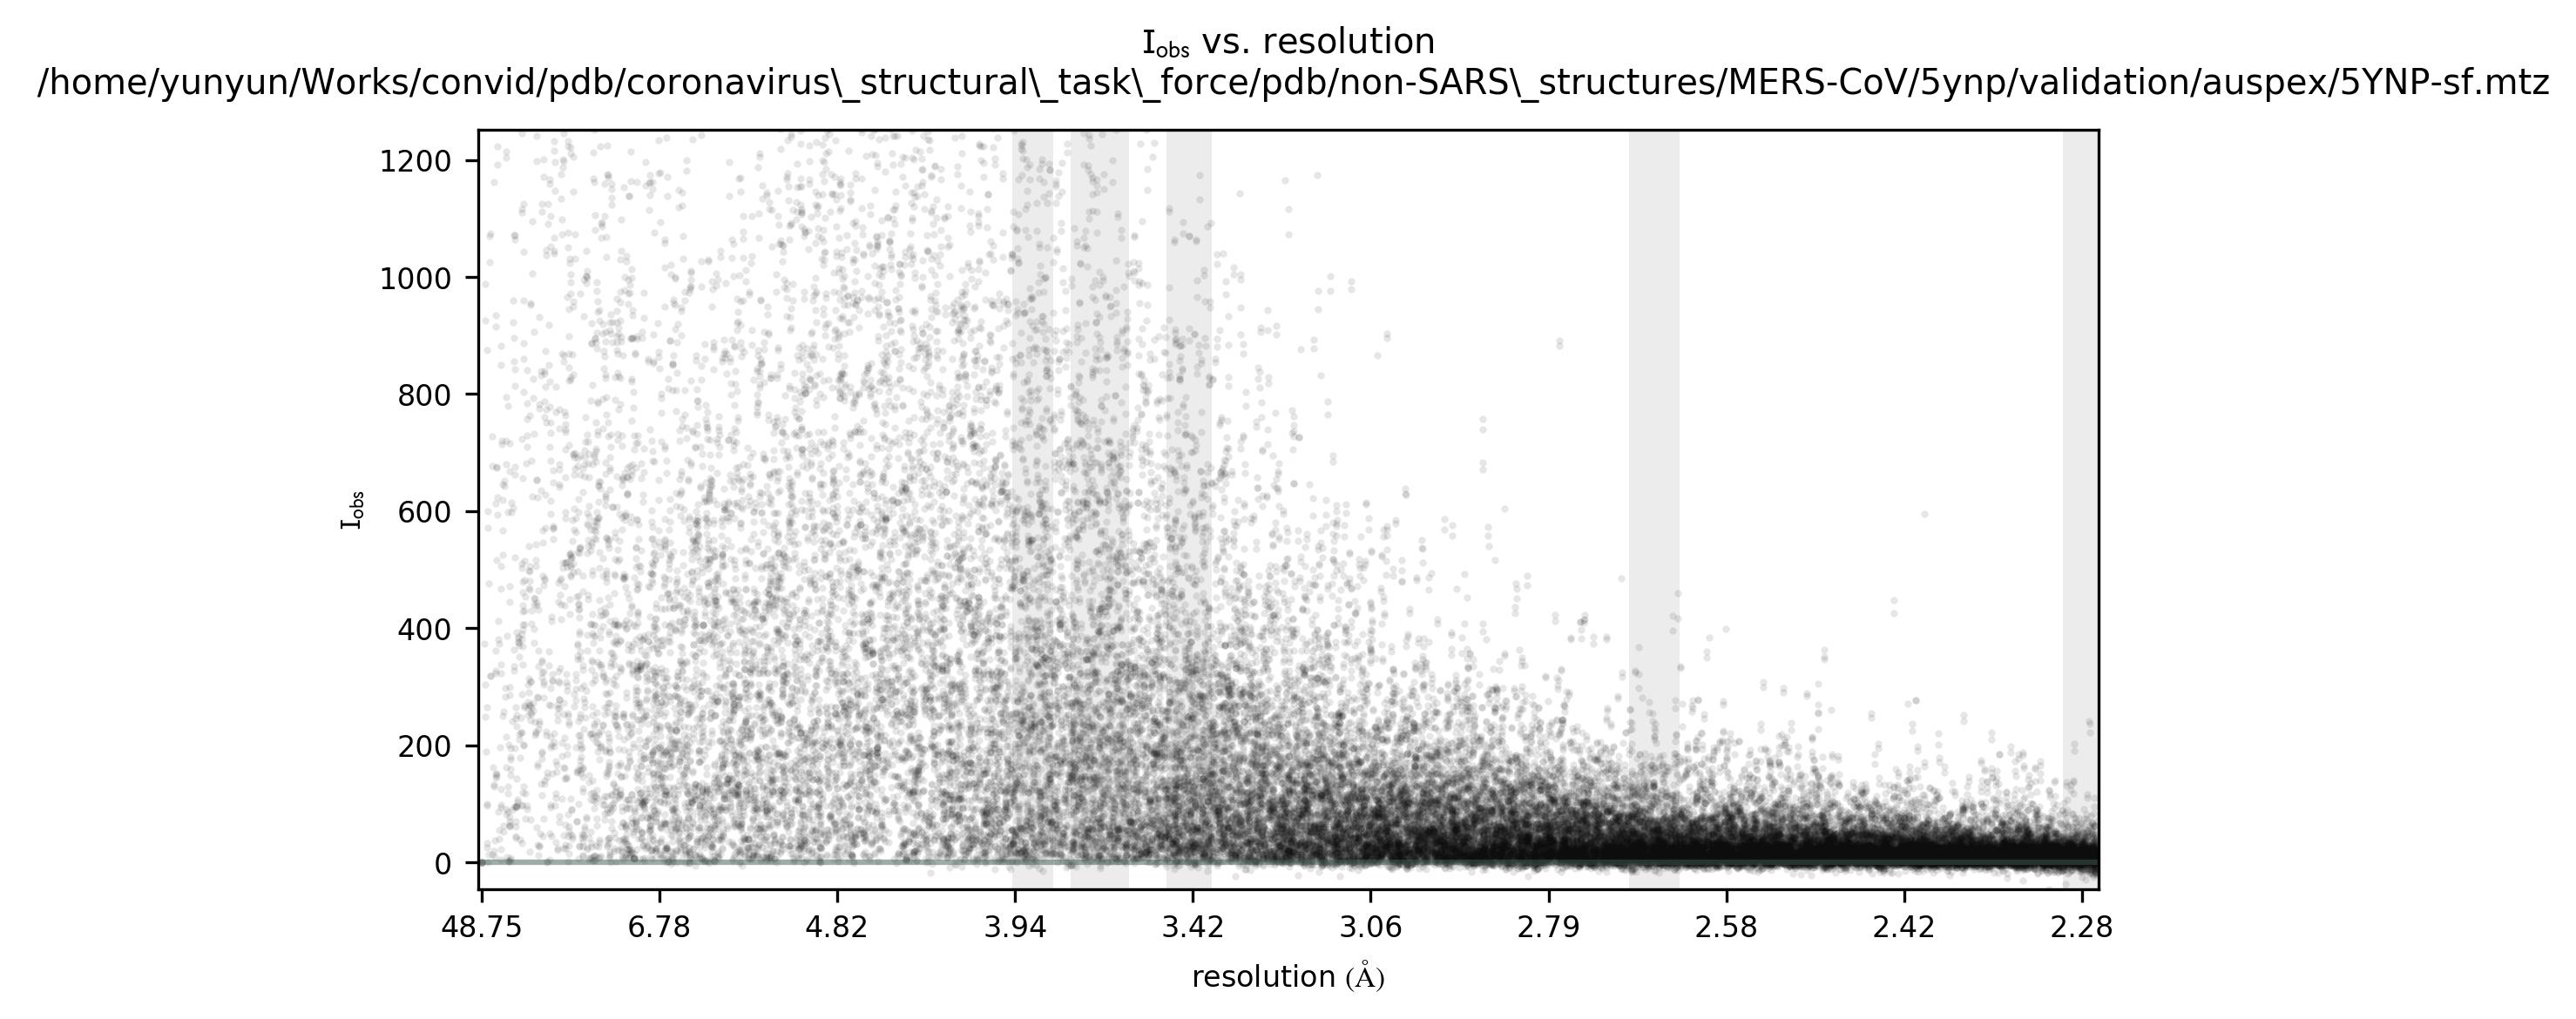 I_obs vs. resolution
/home/yunyun/Works/convid/pdb/coronavirus\_structural\_task\_force/pdb/non-SARS\_structures/MERS-CoV/5ynp/validation/auspex/5YNP-sf.mtz
1200
1000
800
600
400
200
0
I_obs
48.75 6.78 4.82 3.94 3.42 3.06 2.79 2.58 2.42 2.28
resolution (Å)